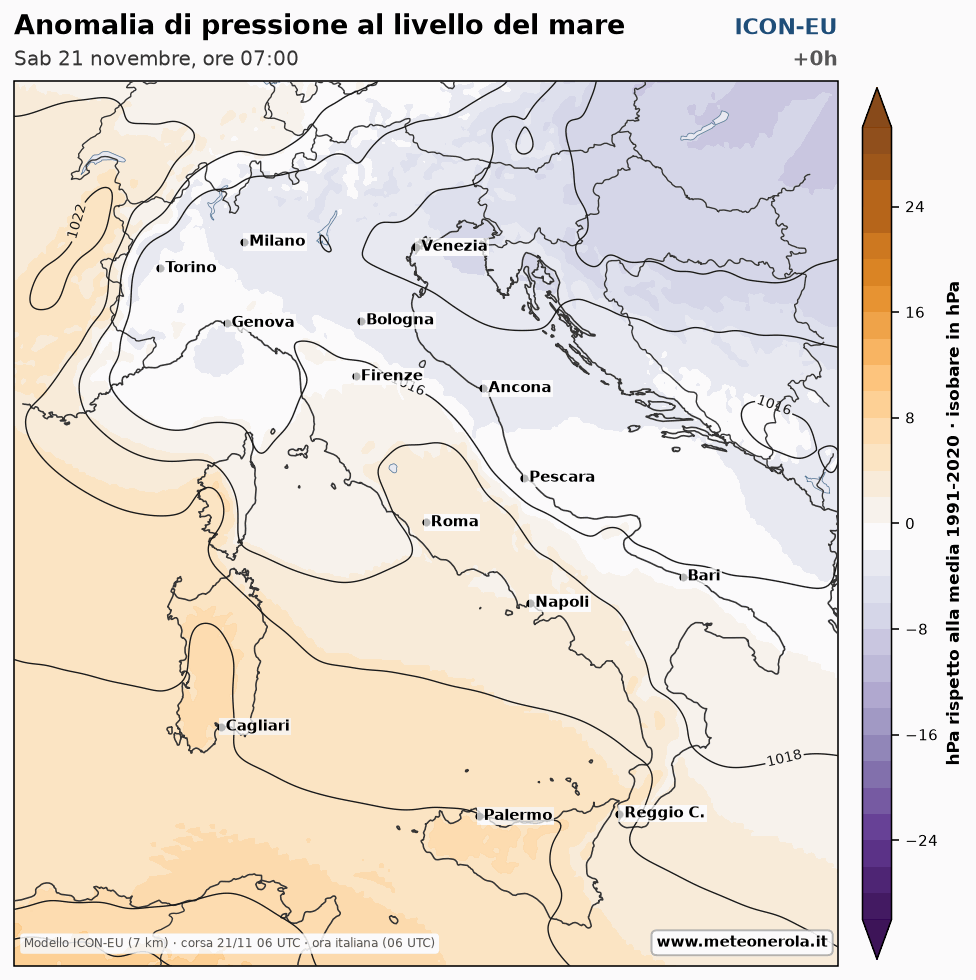 Anomalia di pressione al livello del mare
ICON-EU
Sab 21 novembre, ore 07:00
+0h
1022
Milano
Venezia
Torino
Genova
Bologna
Firenze
Ancona
1016
Pescara
Roma
Bari
Napoli
Cagliari
1018
Palermo
Reggio C.
24
16
8
0
−8
−16
−24
hPa rispetto alla media 1991-2020 · isobare in hPa
Modello ICON-EU (7 km) · corsa 21/11 06 UTC · ora italiana (06 UTC)
www.meteonerola.it